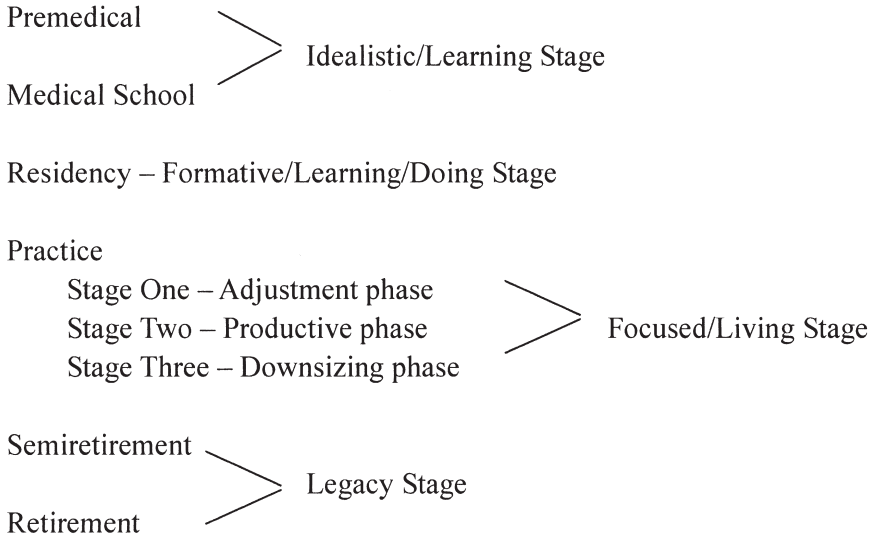 Premedical
Idealistic/Learning Stage
Medical School
Residency – Formative/Learning/Doing Stage
Practice
Stage One – Adjustment phase
Stage Two – Productive phase
Focused/Living Stage
Stage Three – Downsizing phase
Semiretirement
Legacy Stage
Retirement